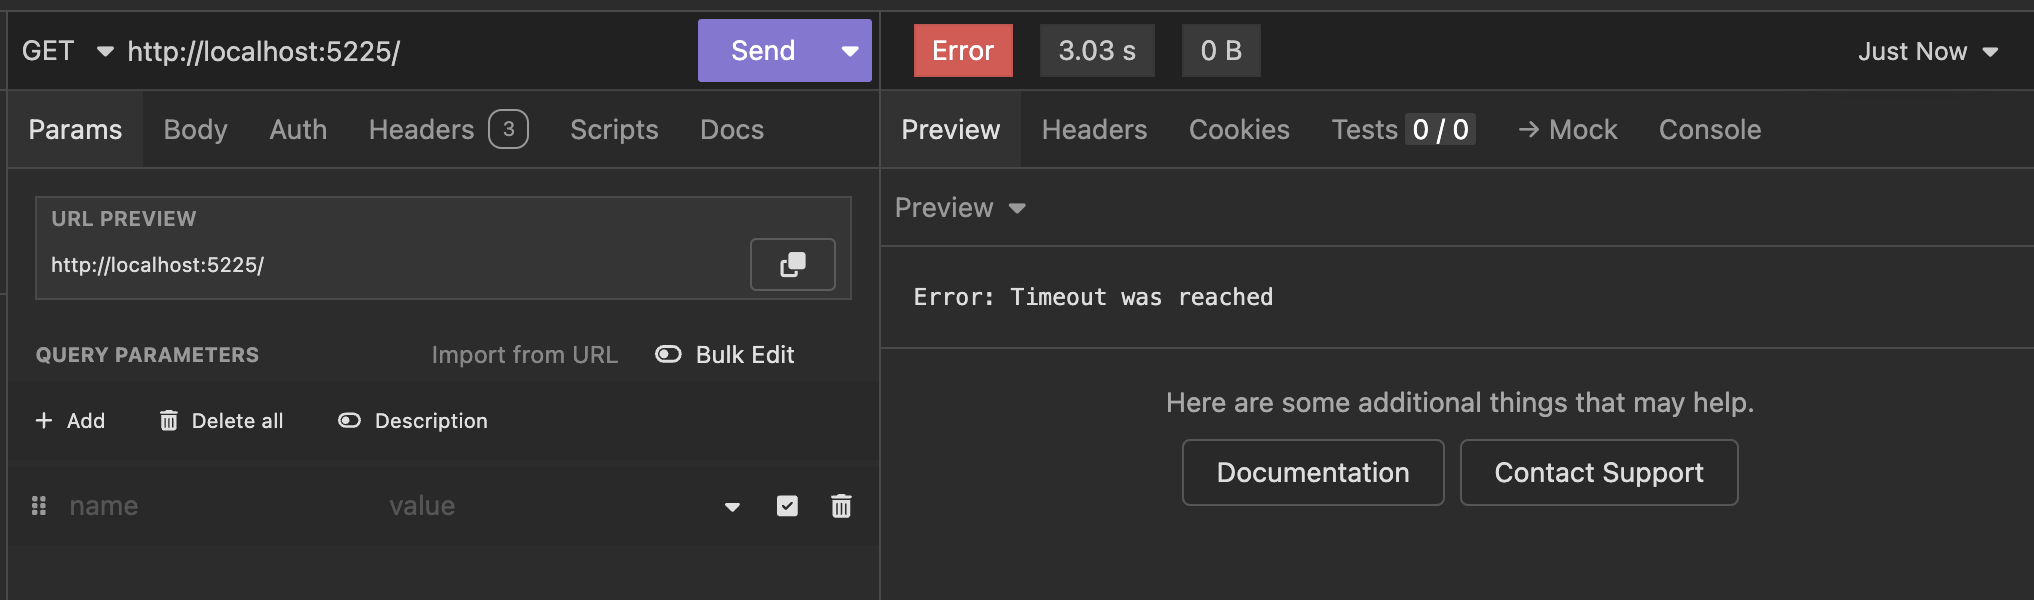 GET http://localhost:5225/ Send
Error 3.03 s 0 B Just Now
Params Body Auth Headers 3 Scripts Docs
Preview Headers Cookies Tests 0 / 0 → Mock Console
URL PREVIEW
http://localhost:5225/
QUERY PARAMETERS Import from URL Bulk Edit
+ Add Delete all Description
name value
Preview
Error: Timeout was reached
Here are some additional things that may help.
Documentation Contact Support